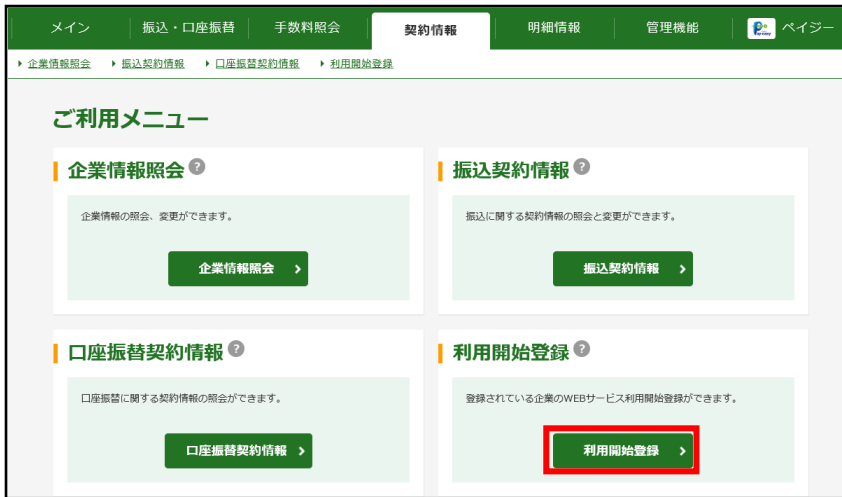 メイン 振込・口座振替 手数料照会 契約情報 明細情報 管理機能 ペイジー
企業情報照会 振込契約情報 口座振替契約情報 利用開始登録
ご利用メニュー
企業情報照会 ?
企業情報の照会、変更ができます。
企業情報照会
振込契約情報 ?
振込に関する契約情報の照会と変更ができます。
振込契約情報
口座振替契約情報 ?
口座振替に関する契約情報の照会ができます。
口座振替契約情報
利用開始登録 ?
登録されている企業のWEBサービス利用開始登録ができます。
利用開始登録